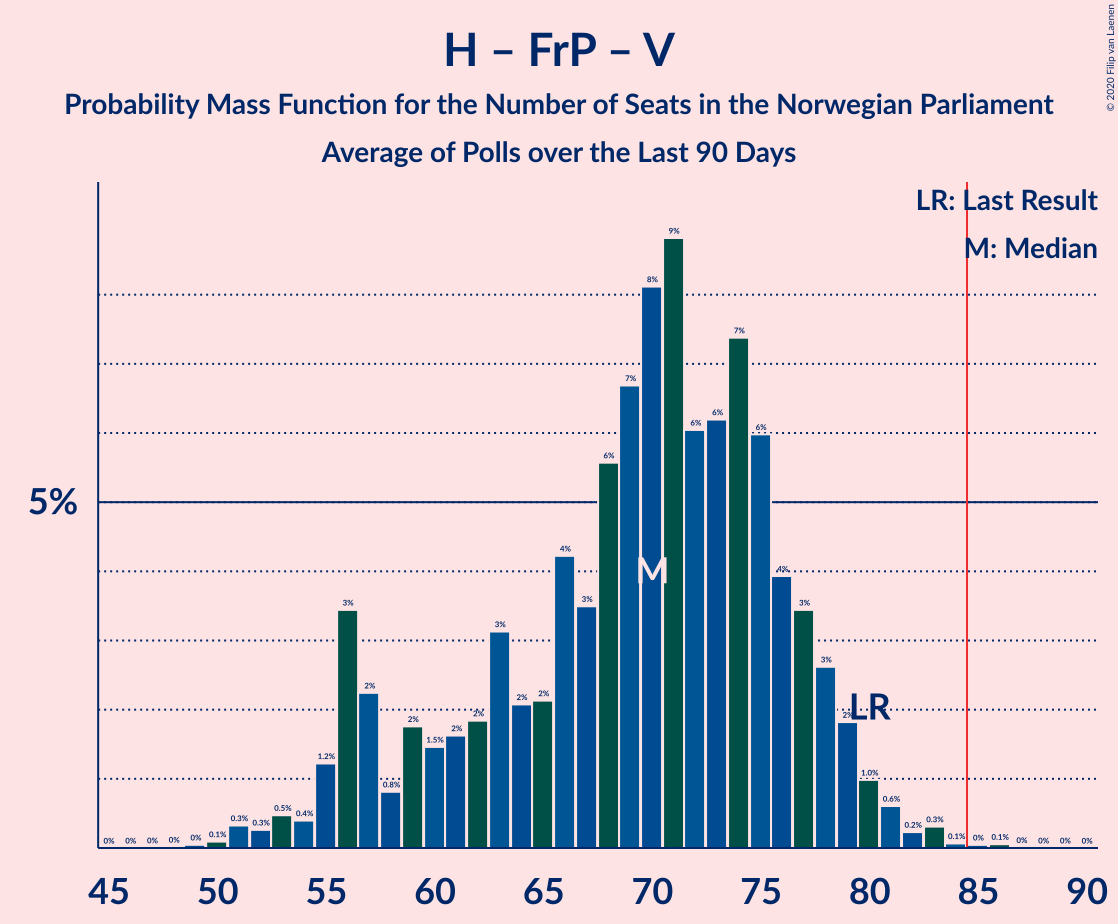 H – FrP – V
Probability Mass Function for the Number of Seats in the Norwegian Parliament
Average of Polls over the Last 90 Days
© 2020 Filip van Laenen
LR: Last Result
M: Median
5%
0% 0% 0% 0% 0% 0.1% 0.3% 0.3% 0.5% 0.4% 1.2% 3% 2% 0.8% 2% 1.5% 2% 2% 3% 2% 2% 4% 3% 6% 7% 8% 9% 6% 6% 7% 6% 4% 3% 3% 2% 1.0% 0.6% 0.2% 0.3% 0.1% 0% 0.1% 0% 0% 0% 0%
M
LR
45 50 55 60 65 70 75 80 85 90